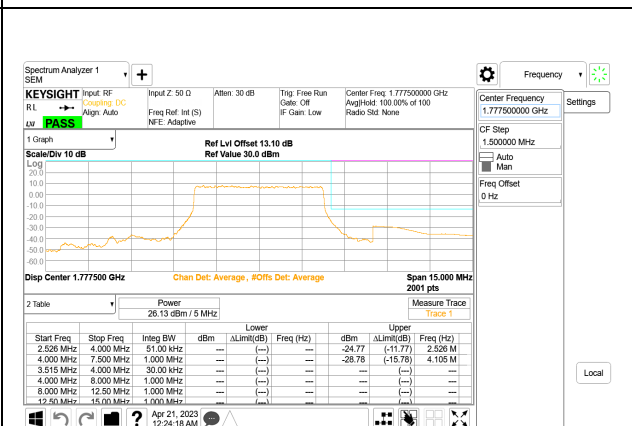 Spectrum Analyzer 1
SEM
Frequency
KEYSIGHT
R L
LXI
PASS
Input: RF
Coupling: DC
Align: Auto
Input Z: 50 Ω
Freq Ref: Int (S)
NFE: Adaptive
Atten: 30 dB
Trig: Free Run
Gate: Off
IF Gain: Low
Center Freq: 1.777500000 GHz
Avg|Hold: 100.00% of 100
Radio Std: None
Center Frequency
1.777500000 GHz
Settings
CF Step
1.500000 MHz
Auto
Man
Freq Offset
0 Hz
Local
1 Graph
Scale/Div 10 dB
Ref Lvl Offset 13.10 dB
Ref Value 30.0 dBm
Log
20.0
10.0
0.00
-10.0
-20.0
-30.0
-40.0
-50.0
-60.0
Disp Center 1.777500 GHz
Chan Det: Average, #Offs Det: Average
Span 15.000 MHz
2001 pts
2 Table
Power
26.13 dBm / 5 MHz
Measure Trace
Trace 1
Lower Upper
Start Freq Stop Freq Integ BW dBm ΔLimit(dB) Freq (Hz) dBm ΔLimit(dB) Freq (Hz)
2.526 MHz 4.000 MHz 51.00 kHz --- (---) --- -24.77 (-11.77) 2.526 M
4.000 MHz 7.500 MHz 1.000 MHz --- (---) --- -28.78 (-15.78) 4.105 M
3.515 MHz 4.000 MHz 30.00 kHz --- (---) --- --- (---) ---
4.000 MHz 8.000 MHz 1.000 MHz --- (---) --- --- (---) ---
8.000 MHz 12.50 MHz 1.000 MHz --- (---) --- --- (---) ---
12.50 MHz 15.00 MHz 1.000 MHz --- (---) --- --- (---) ---
?
Apr 21, 2023
12:24:18 AM